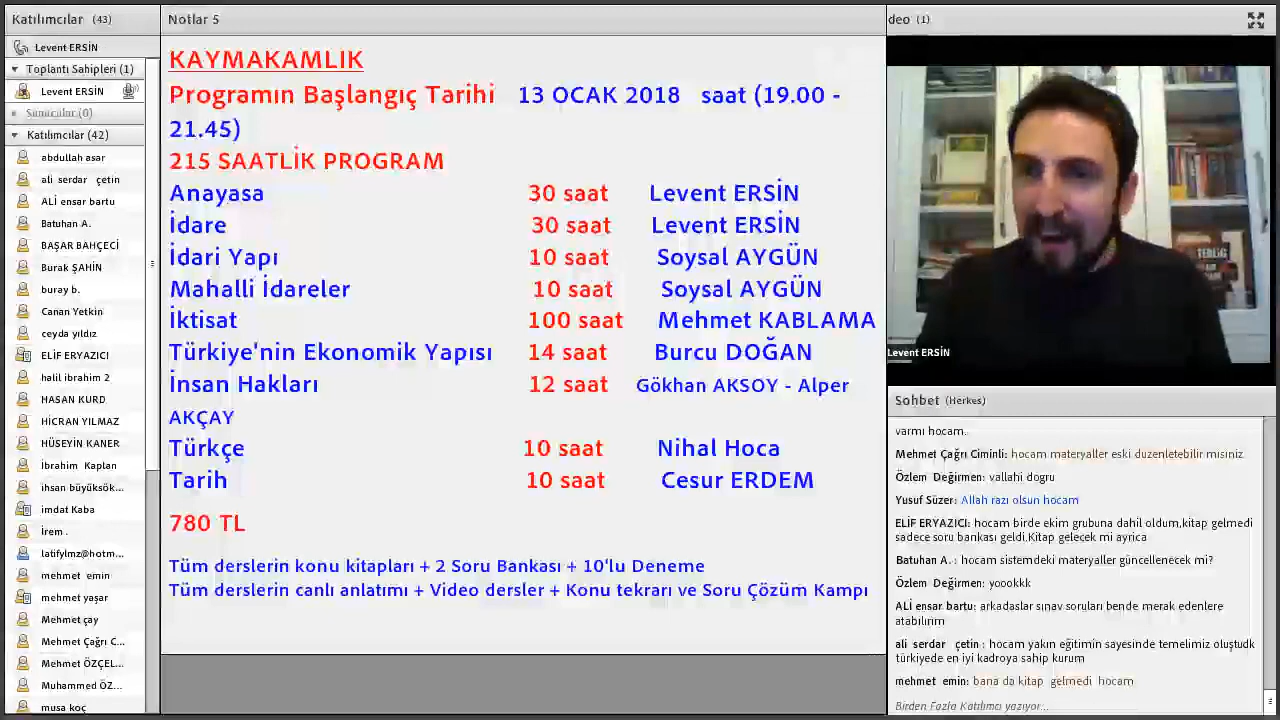 Katılımcılar (43)
Levent ERSİN
Toplantı Sahipleri (1)
Levent ERSİN
Sunucular (0)
Katılımcılar (42)
abdullah asar
ali serdar çetin
ALİ ensar bartu
Batuhan A.
BAŞAR BAHÇECİ
Burak ŞAHİN
buray b.
Canan Yetkin
ceyda yıldız
ELİF ERYAZICI
halil ibrahim 2
HASAN KURD
HİCRAN YILMAZ
HÜSEYİN KANER
İbrahim Kaplan
ihsan büyüksök...
imdat Kaba
İrem .
latifylmz@hotm...
mehmet emin
mehmet yaşar
Mehmet çay
Mehmet Çağrı C...
Mehmet ÖZÇEL...
Muhammed ÖZ...
musa koç
Notlar 5
KAYMAKAMLIK
Programın Başlangıç Tarihi 13 OCAK 2018 saat (19.00 -
21.45)
215 SAATLİK PROGRAM
Anayasa 30 saat Levent ERSİN
İdare 30 saat Levent ERSİN
İdari Yapı 10 saat Soysal AYGÜN
Mahalli İdareler 10 saat Soysal AYGÜN
İktisat 100 saat Mehmet KABLAMA
Türkiye'nin Ekonomik Yapısı 14 saat Burcu DOĞAN
İnsan Hakları 12 saat Gökhan AKSOY - Alper
AKÇAY
Türkçe 10 saat Nihal Hoca
Tarih 10 saat Cesur ERDEM
780 TL
Tüm derslerin konu kitapları + 2 Soru Bankası + 10'lu Deneme
Tüm derslerin canlı anlatımı + Video dersler + Konu tekrarı ve Soru Çözüm Kampı
deo (1)
TEBLİĞ
Levent ERSİN
Sohbet (Herkes)
varmı hocam.
Mehmet Çağrı Ciminli: hocam materyaller eski duzenletebilir misiniz
Özlem Değirmen: vallahi dogru
Yusuf Süzer: Allah razı olsun hocam
ELİF ERYAZICI: hocam birde ekim grubuna dahil oldum,kitap gelmedi
sadece soru bankası geldi.Kitap gelecek mi ayrica
Batuhan A. : hocam sistemdeki materyaller güncellenecek mi?
Özlem Değirmen: yoookkk
ALİ ensar bartu: arkadaslar sınav soruları bende merak edenlere
atabılırım
ali serdar çetin : hocam yakın eğitimin sayesinde temelimiz oluştudk
türkiyede en iyi kadroya sahip kurum
mehmet emin: bana da kitap gelmedi hocam
Birden Fazla Katılımcı yazıyor...